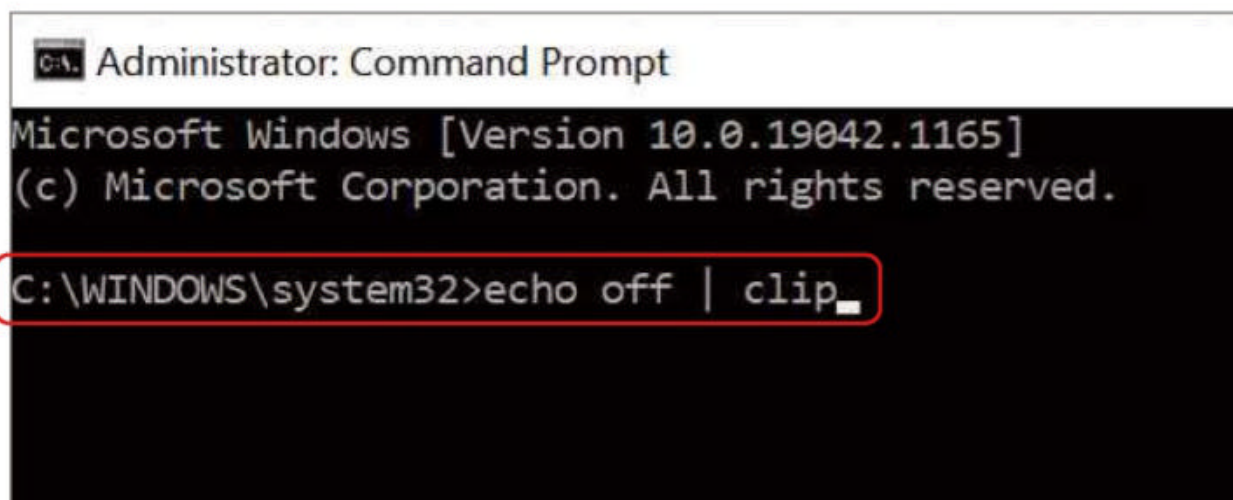 C:\. Administrator: Command Prompt
Microsoft Windows [Version 10.0.19042.1165]
(c) Microsoft Corporation. All rights reserved.
C:\WINDOWS\system32>echo off | clip_